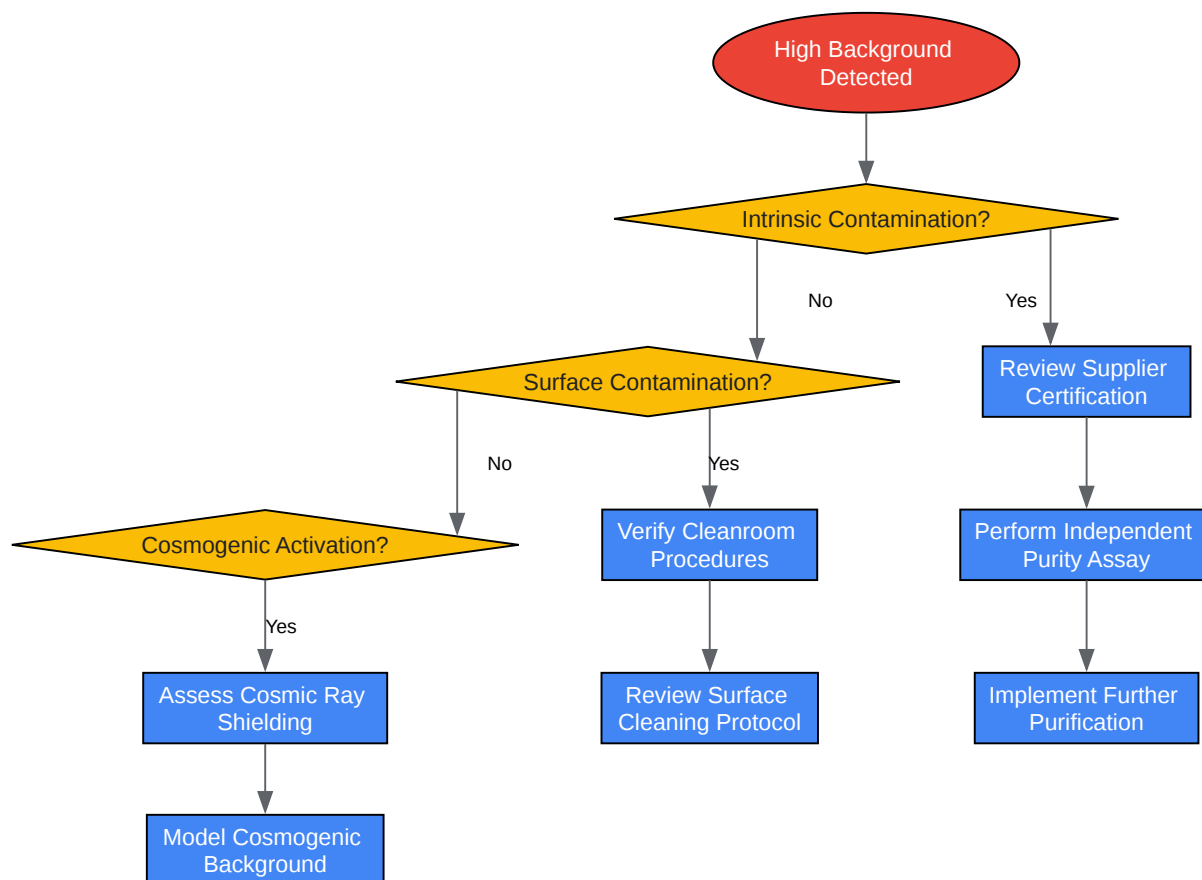 High Background
Detected
Intrinsic Contamination?
No
Yes
Surface Contamination?
Review Supplier
Certification
No
Yes
Cosmogenic Activation?
Verify Cleanroom
Procedures
Perform Independent
Purity Assay
Yes
Assess Cosmic Ray
Shielding
Review Surface
Cleaning Protocol
Implement Further
Purification
Model Cosmogenic
Background